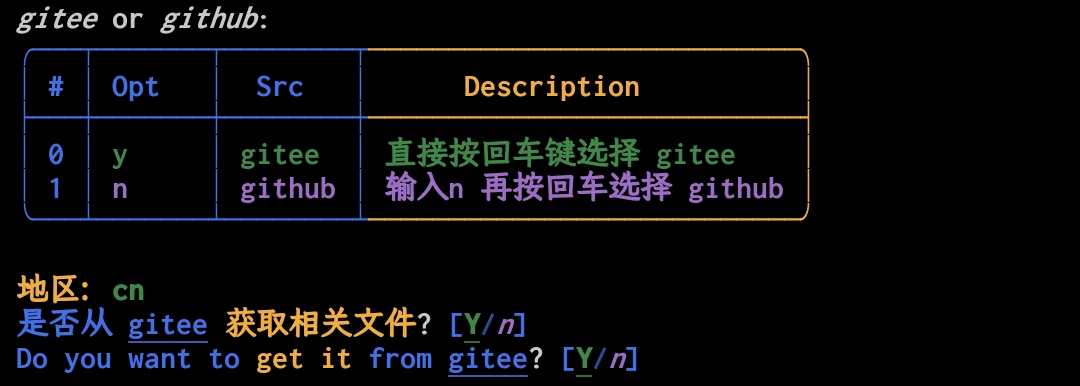 gitee or github:
# Opt Src Description
0 y gitee 直接按回车键选择 gitee
1 n github 输入n 再按回车选择 github
地区: cn
是否从 gitee 获取相关文件? [Y/n]
Do you want to get it from gitee? [Y/n]